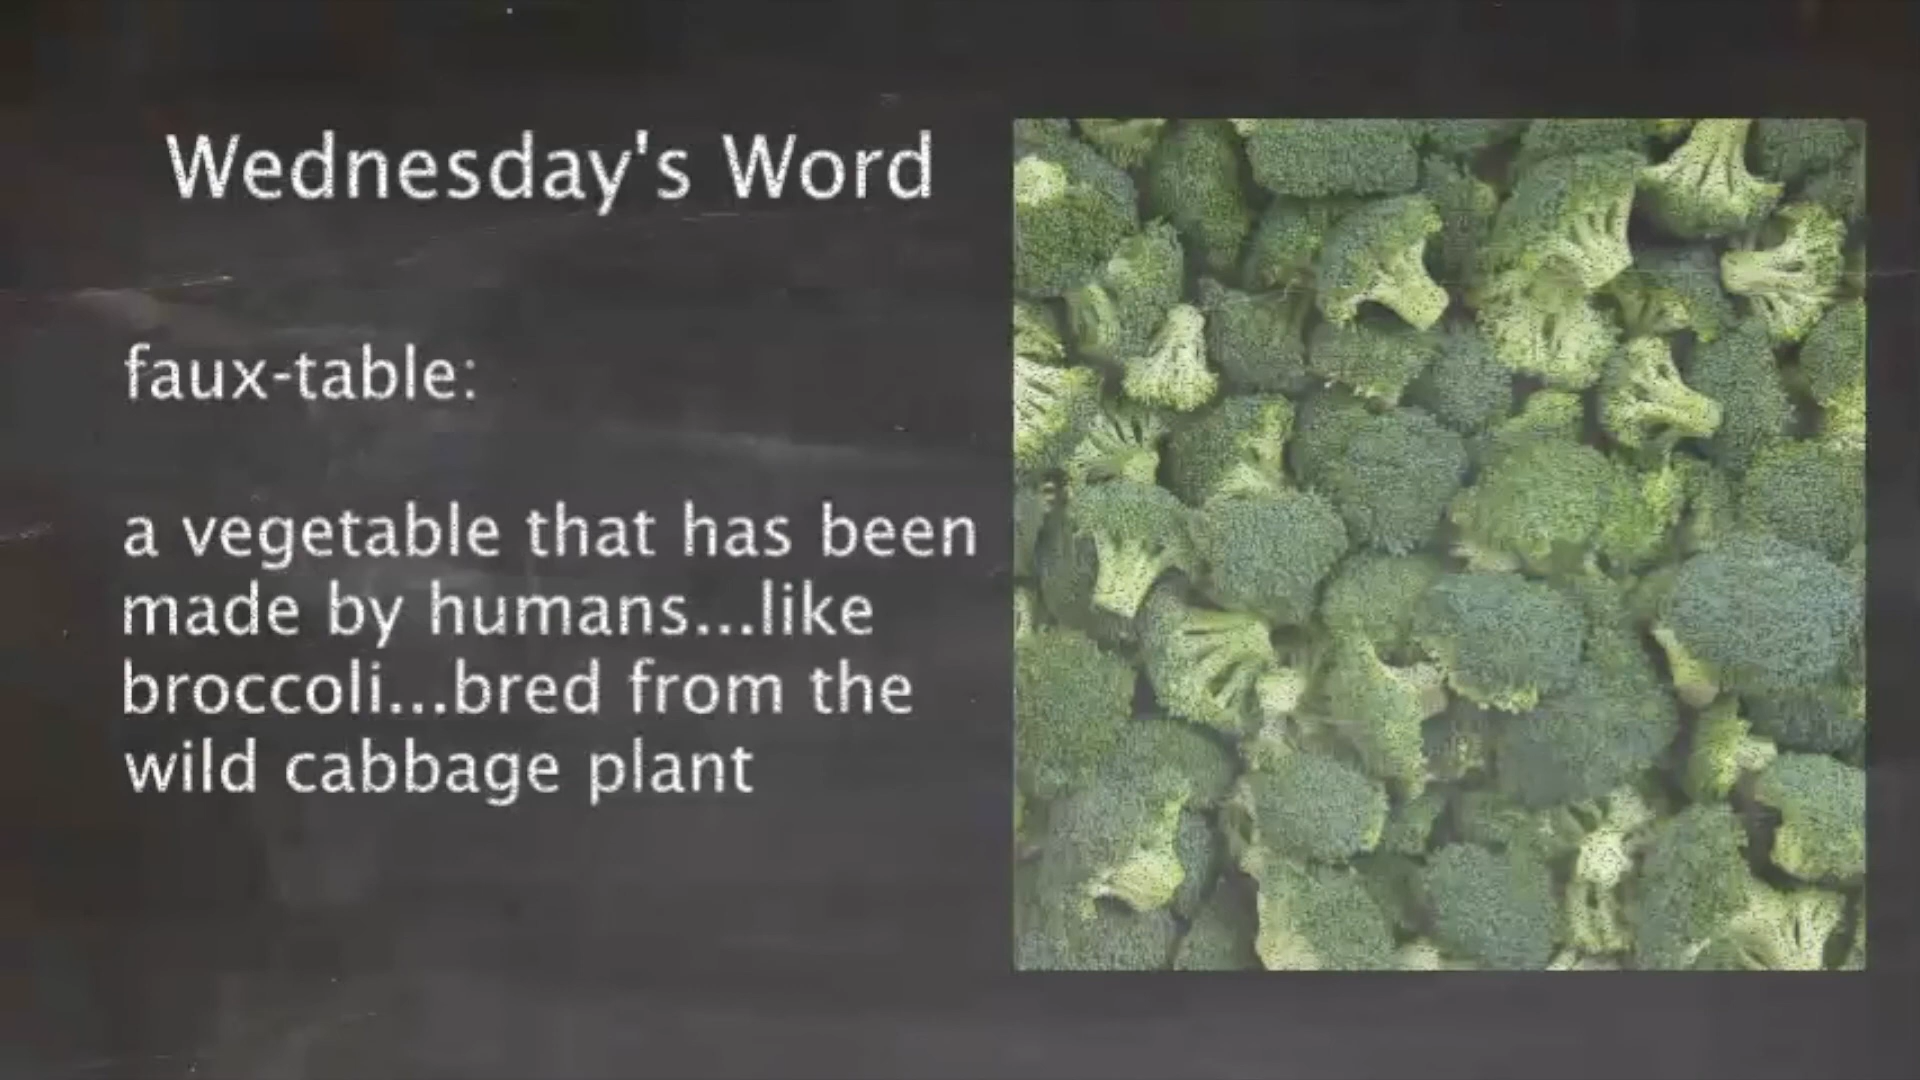 Wednesday's Word
faux-table:
a vegetable that has been
made by humans...like
broccoli...bred from the
wild cabbage plant